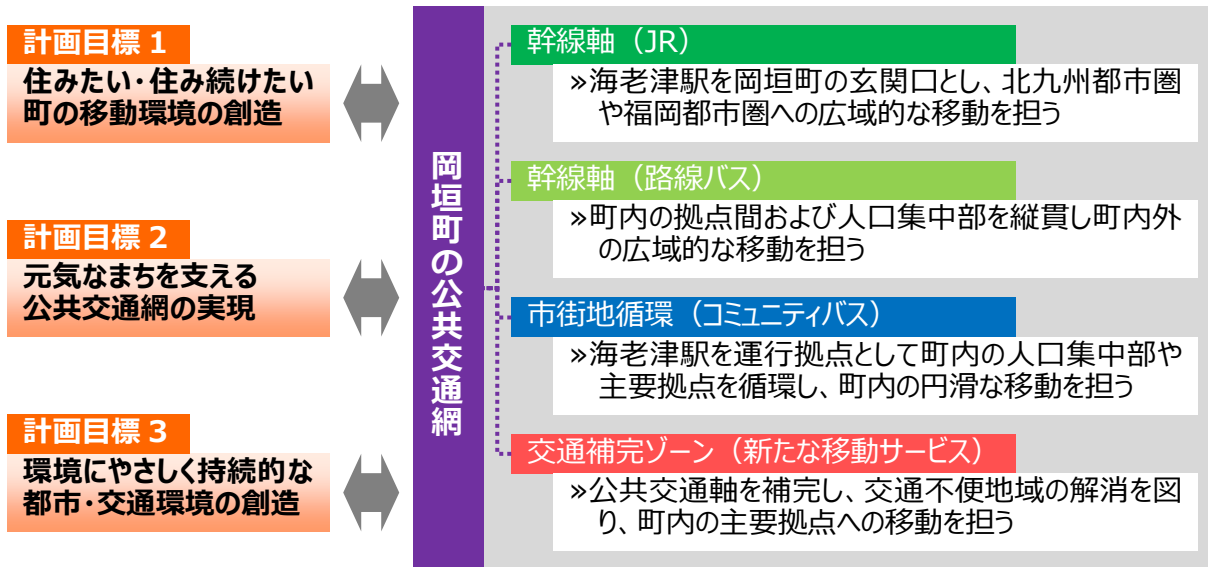 計画目標 1
住みたい・住み続けたい
町の移動環境の創造
計画目標 2
元気なまちを支える
公共交通網の実現
計画目標 3
環境にやさしく持続的な
都市・交通環境の創造
岡垣町の公共交通網
幹線軸（JR）
»海老津駅を岡垣町の玄関口とし、北九州都市圏
や福岡都市圏への広域的な移動を担う
幹線軸（路線バス）
»町内の拠点間および人口集中部を縦貫し町内外
の広域的な移動を担う
市街地循環（コミュニティバス）
»海老津駅を運行拠点として町内の人口集中部や
主要拠点を循環し、町内の円滑な移動を担う
交通補完ゾーン（新たな移動サービス）
»公共交通軸を補完し、交通不便地域の解消を図
り、町内の主要拠点への移動を担う